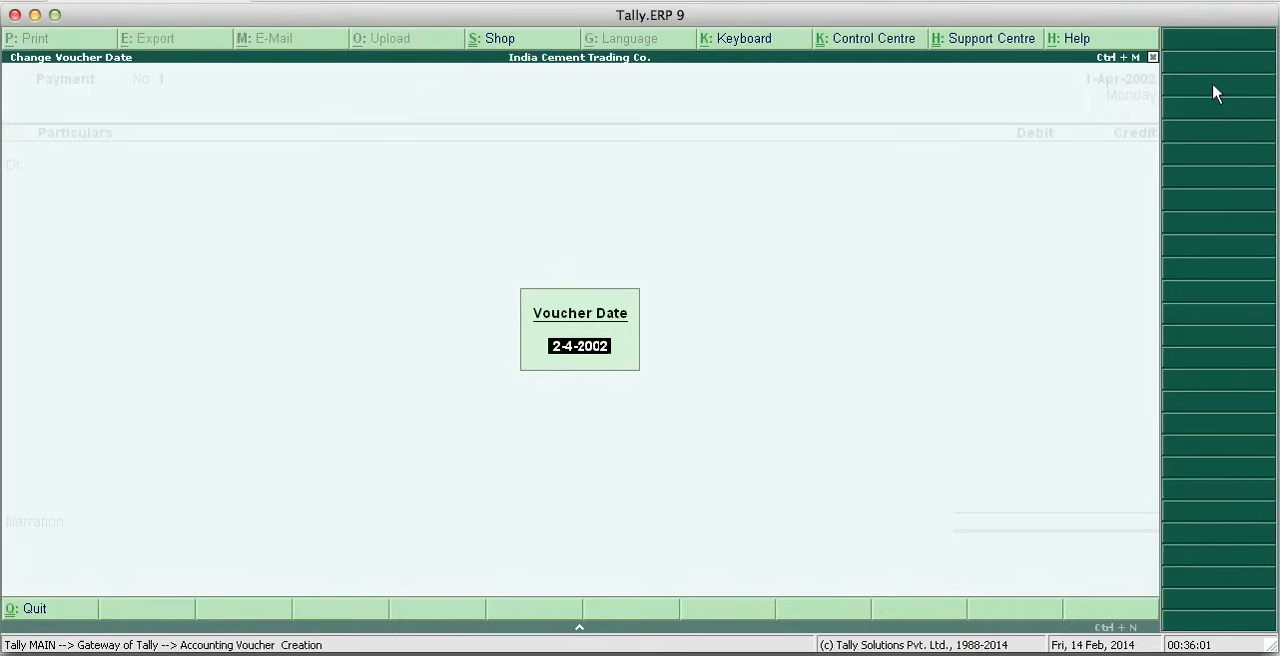 Tally.ERP 9
P: Print E: Export M: E-Mail O: Upload S: Shop G: Language K: Keyboard K: Control Centre H: Support Centre H: Help
Change Voucher Date India Cement Trading Co. Ctrl + M
Payment No. 1 1-Apr-2002
Monday
Particulars Debit Credit
Dr
Voucher Date
2-4-2002
Narration
Q: Quit
Ctrl + N
Tally MAIN --> Gateway of Tally --> Accounting Voucher Creation (c) Tally Solutions Pvt. Ltd., 1988-2014 Fri, 14 Feb, 2014 00:36:01